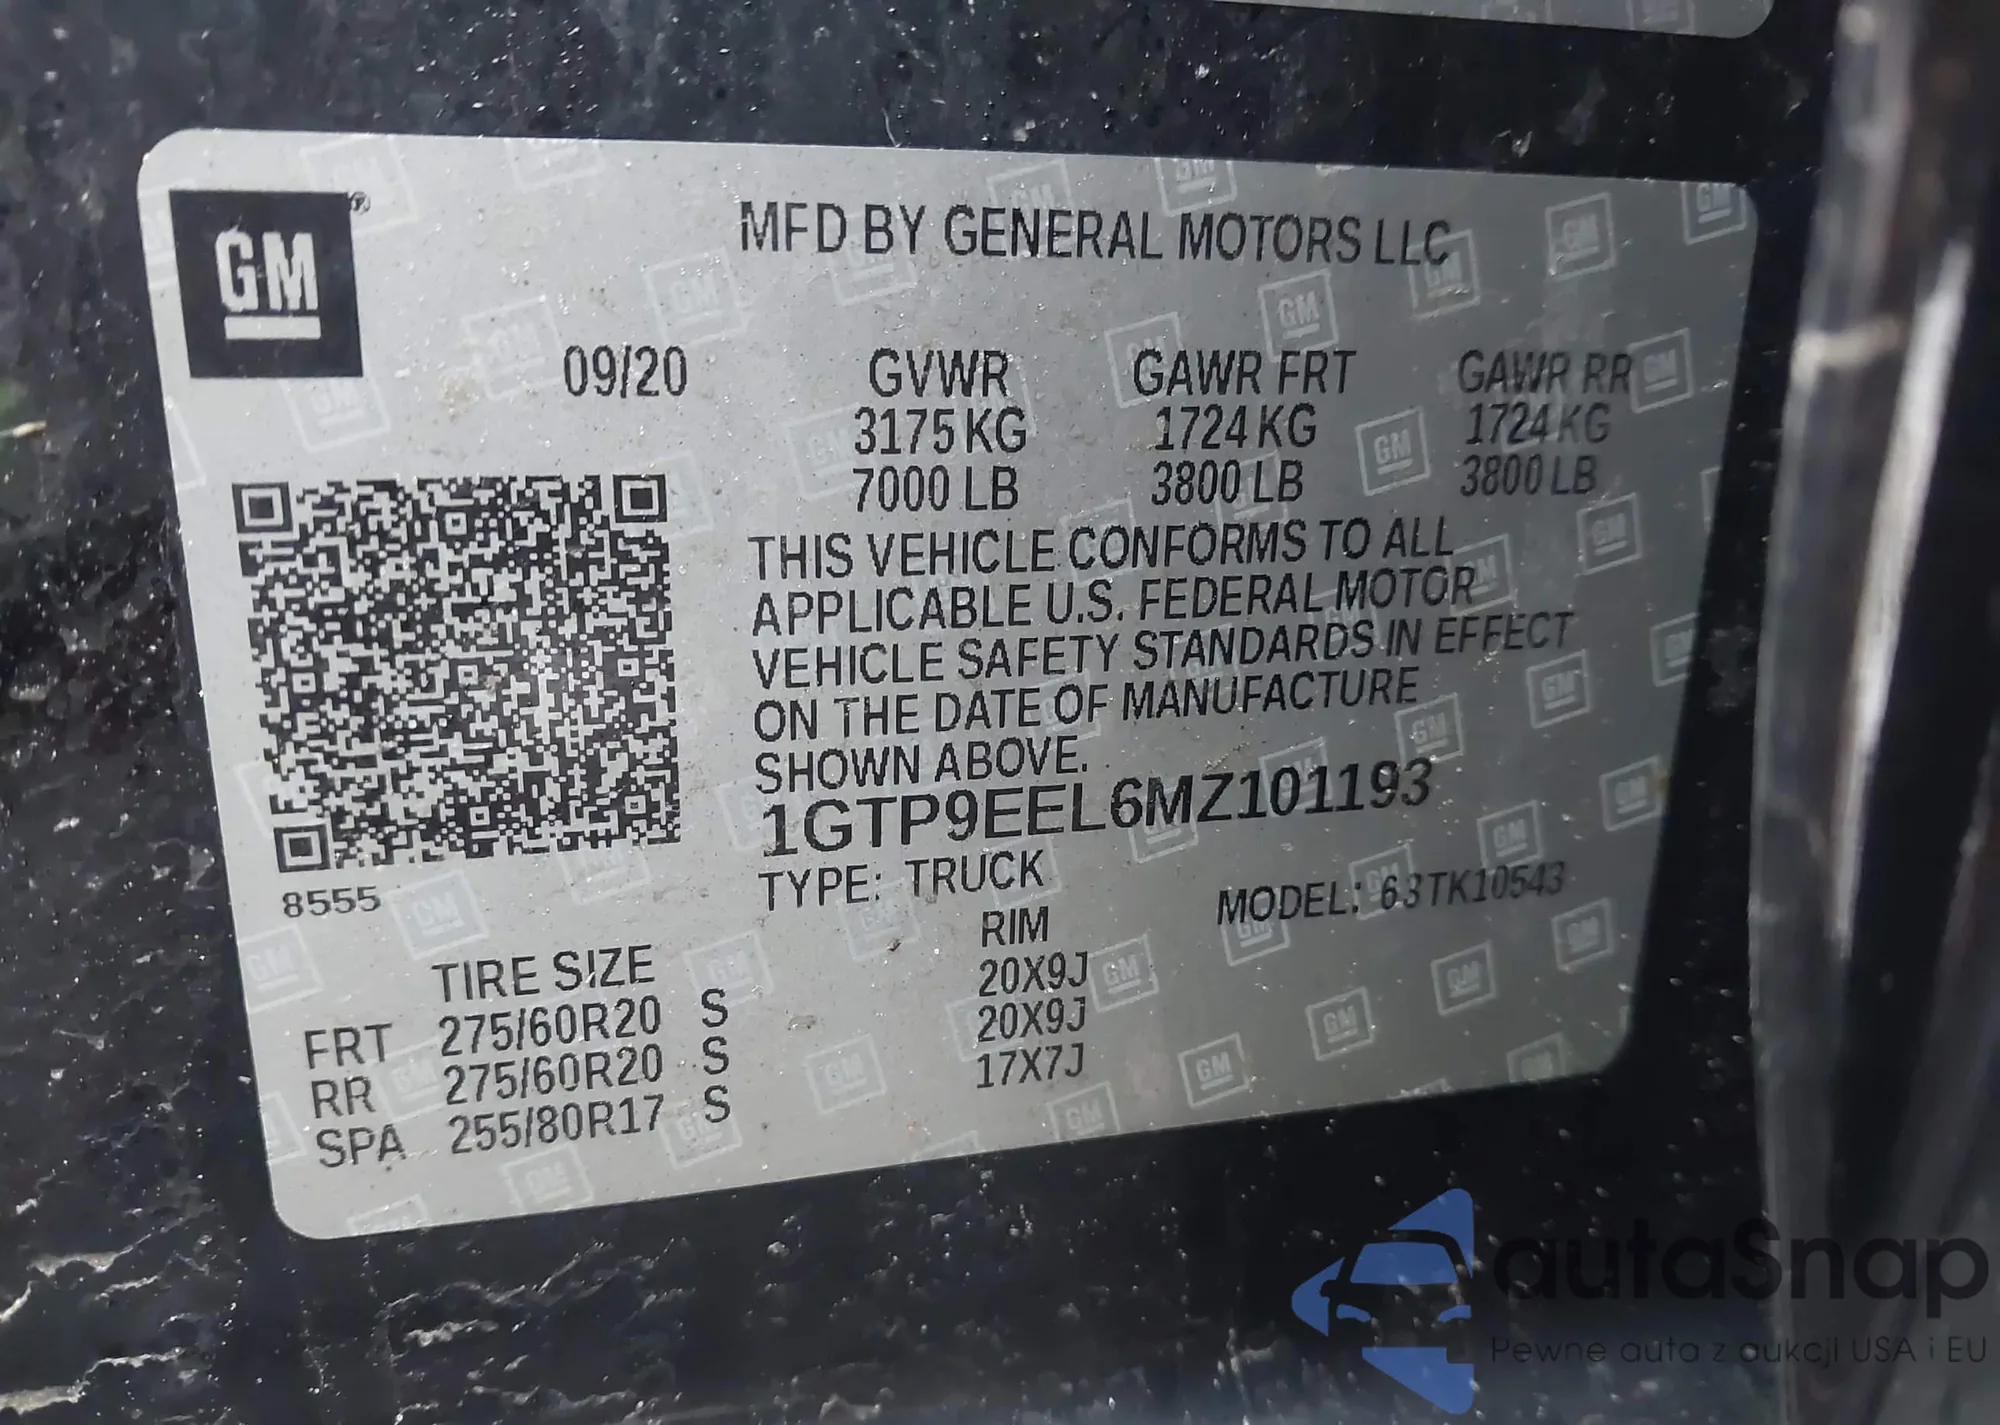 GM®
MFD BY GENERAL MOTORS LLC
09/20 GVWR GAWR FRT GAWR RR
3175 KG 1724 KG 1724 KG
7000 LB 3800 LB 3800 LB
THIS VEHICLE CONFORMS TO ALL
APPLICABLE U.S. FEDERAL MOTOR
VEHICLE SAFETY STANDARDS IN EFFECT
ON THE DATE OF MANUFACTURE
SHOWN ABOVE.
1GTP9EEL6MZ101193
8555
TYPE: TRUCK MODEL: 63TK10543
TIRE SIZE RIM
FRT 275/60R20 S 20X9J
RR 275/60R20 S 20X9J
SPA 255/80R17 S 17X7J
autaSnap
Pewne auta z aukcji USA i EU